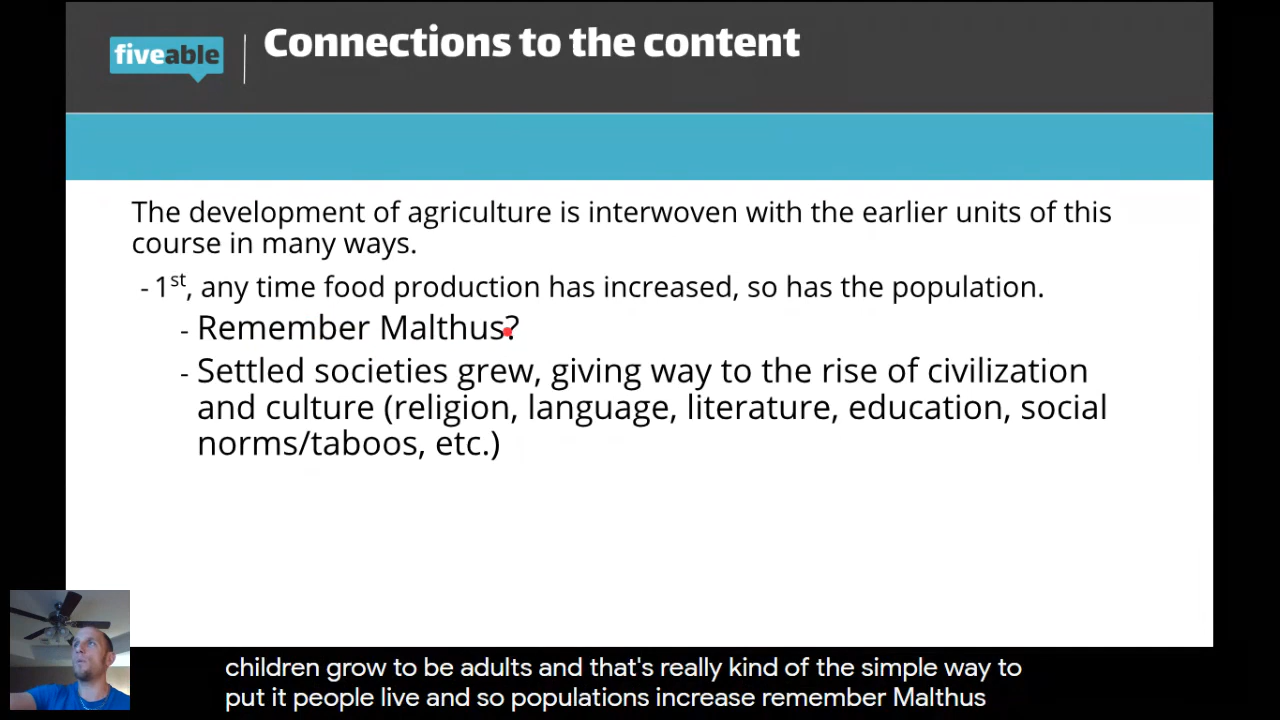 fiveable
Connections to the content
The development of agriculture is interwoven with the earlier units of this
course in many ways.
- 1st, any time food production has increased, so has the population.
- Remember Malthus?
- Settled societies grew, giving way to the rise of civilization
and culture (religion, language, literature, education, social
norms/taboos, etc.)
children grow to be adults and that's really kind of the simple way to
put it people live and so populations increase remember Malthus